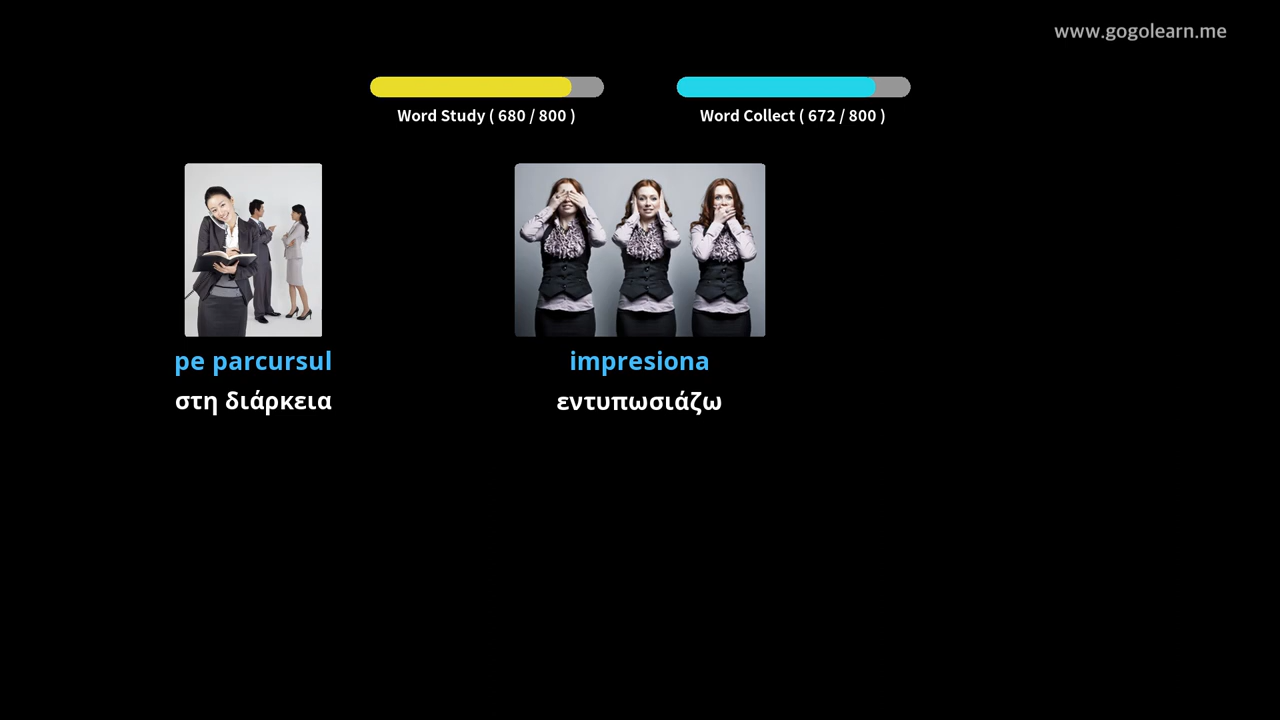 www.gogolearn.me
Word Study ( 680 / 800 )
Word Collect ( 672 / 800 )
pe parcursul
στη διάρκεια
impresiona
εντυπωσιάζω